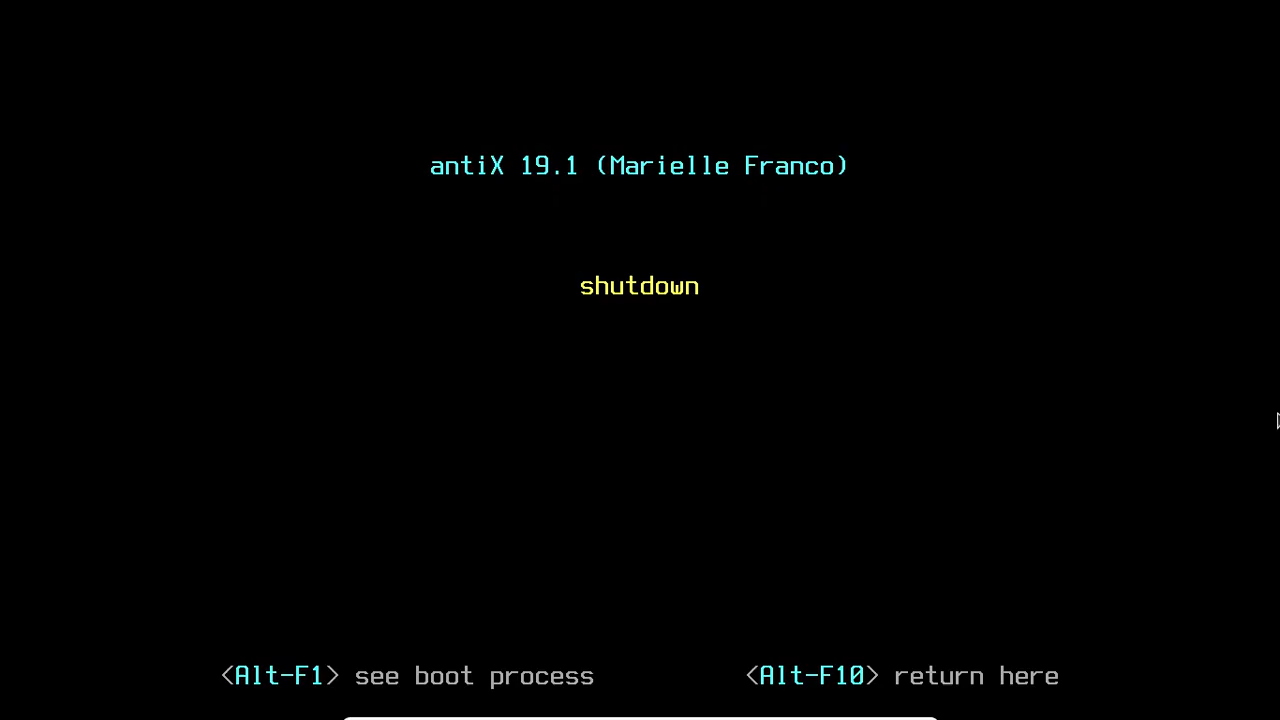 antiX 19.1 (Marielle Franco)
shutdown
<Alt-F1> see boot process <Alt-F10> return here